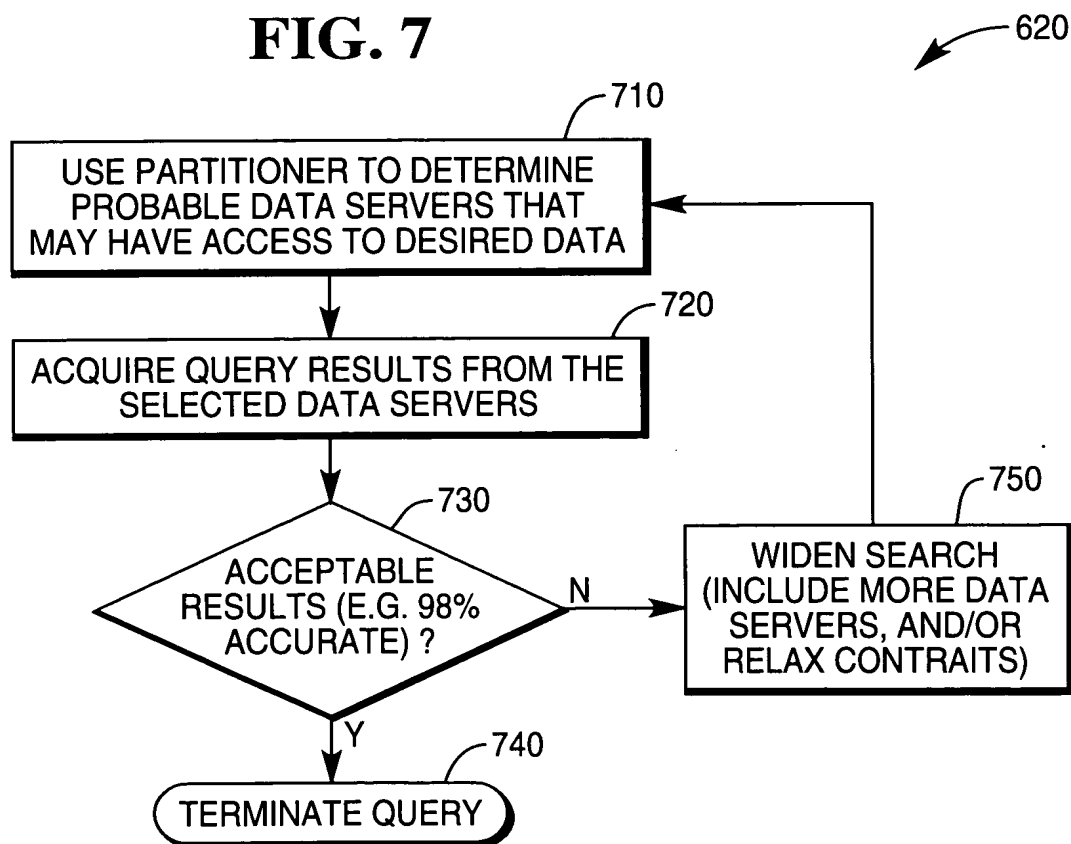 FIG. 7
620
710
USE PARTITIONER TO DETERMINE
PROBABLE DATA SERVERS THAT
MAY HAVE ACCESS TO DESIRED DATA
720
ACQUIRE QUERY RESULTS FROM THE
SELECTED DATA SERVERS
730
ACCEPTABLE
RESULTS (E.G. 98%
ACCURATE) ?
N
750
WIDEN SEARCH
(INCLUDE MORE DATA
SERVERS, AND/OR
RELAX CONTRAITS)
Y
740
TERMINATE QUERY